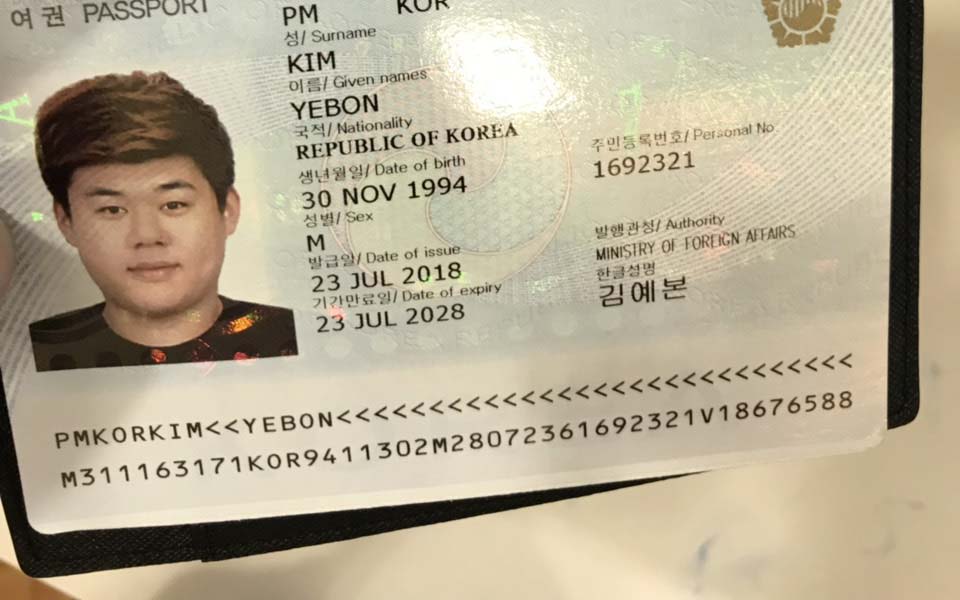 여권 PASSPORT
PM KOR
성/ Surname
KIM
이름/ Given names
YEBON
국적/ Nationality
REPUBLIC OF KOREA
생년월일/ Date of birth
30 NOV 1994
주민등록번호/ Personal No.
1692321
성별/ Sex
M
발급일/ Date of issue
23 JUL 2018
발행관청/ Authority
MINISTRY OF FOREIGN AFFAIRS
기간만료일/ Date of expiry
23 JUL 2028
한글성명
김예본
PMKORKIM<<YEBON<<<<<<<<<<<<<<<<<<<<<<<<<<<<<
M311163171KOR9411302M28072361692321V18676588